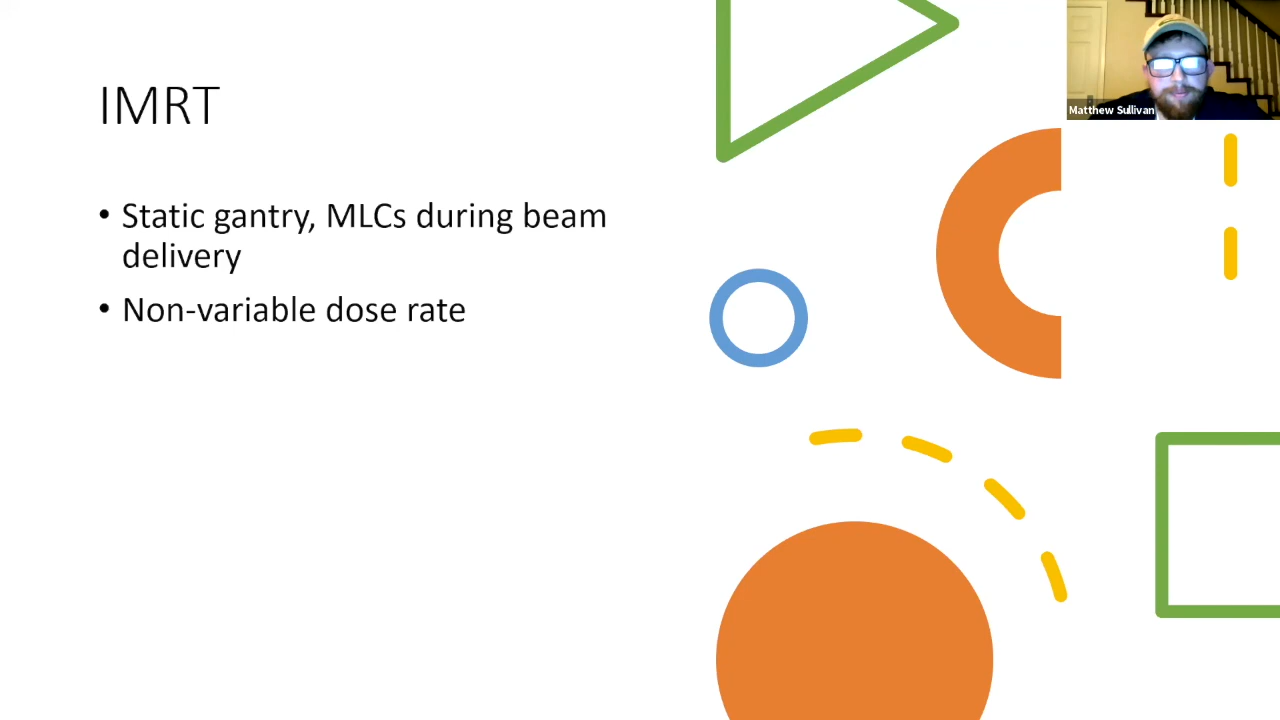 IMRT
• Static gantry, MLCs during beam
delivery
• Non-variable dose rate
Matthew Sullivan